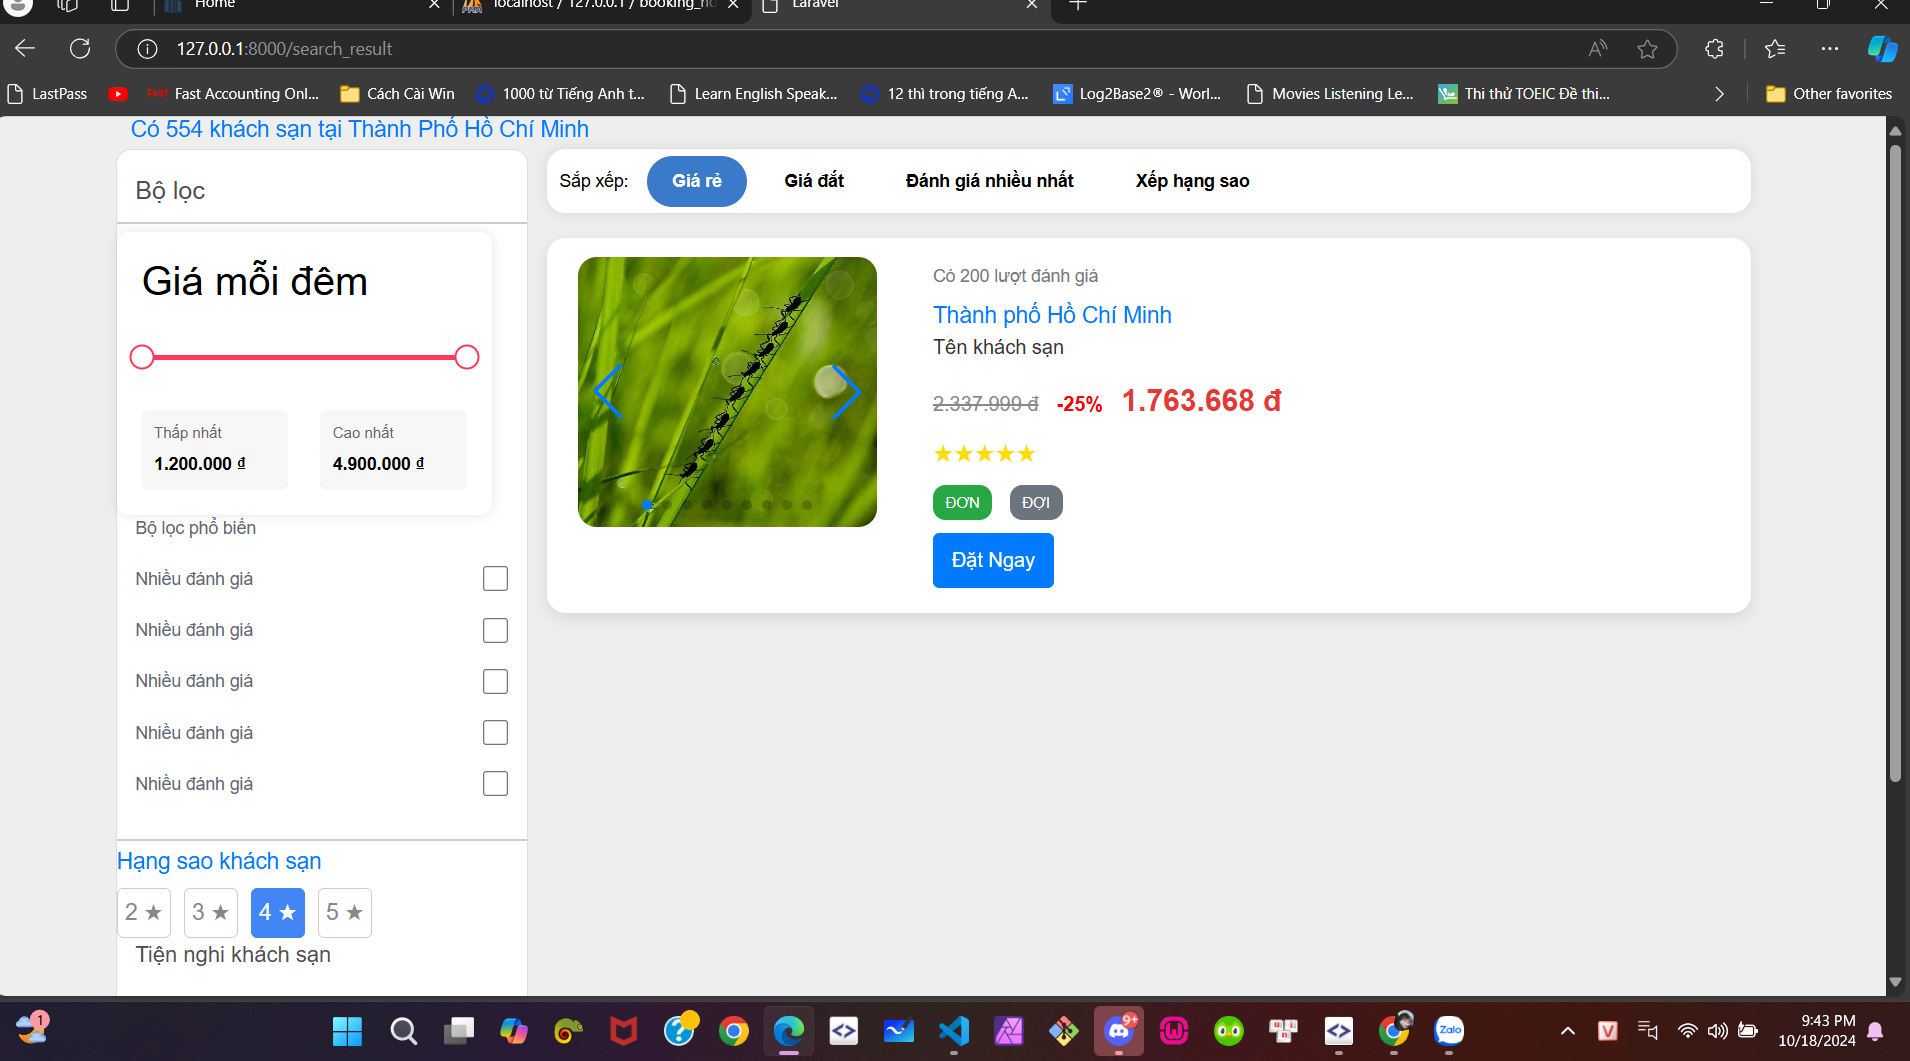 Home
localhost / 127.0.0.1 / booking_ho
Laravel
127.0.0.1:8000/search_result
LastPass
FAST Fast Accounting Onl...
Cách Cài Win
1000 từ Tiếng Anh t...
Learn English Speak...
12 thì trong tiếng A...
Log2Base2® - Worl...
Movies Listening Le...
Thi thử TOEIC Đề thi...
Other favorites
Có 554 khách sạn tại Thành Phố Hồ Chí Minh
Bộ lọc
Giá mỗi đêm
Thấp nhất
1.200.000 ₫
Cao nhất
4.900.000 ₫
Bộ lọc phổ biến
Nhiều đánh giá
Nhiều đánh giá
Nhiều đánh giá
Nhiều đánh giá
Nhiều đánh giá
Hạng sao khách sạn
2 ★ 3 ★ 4 ★ 5 ★
Tiện nghi khách sạn
Sắp xếp: Giá rẻ Giá đắt Đánh giá nhiều nhất Xếp hạng sao
Có 200 lượt đánh giá
Thành phố Hồ Chí Minh
Tên khách sạn
2.337.999 đ -25% 1.763.668 đ
★★★★★
ĐƠN ĐỢI
Đặt Ngay
1
9+
Zalo
V
9:43 PM
10/18/2024